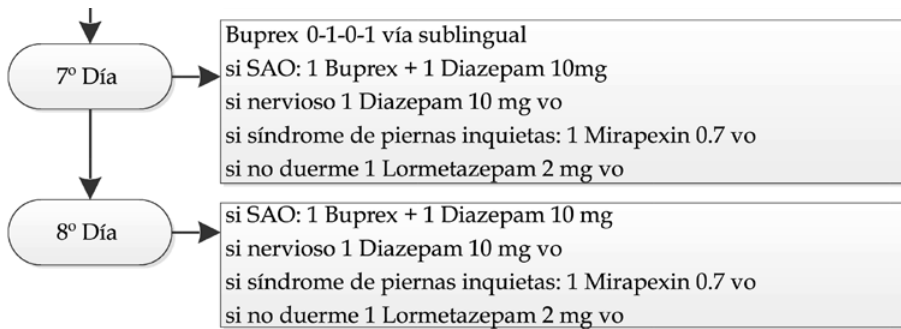 7º Día
Buprex 0-1-0-1 vía sublingual
si SAO: 1 Buprex + 1 Diazepam 10mg
si nervioso 1 Diazepam 10 mg vo
si síndrome de piernas inquietas: 1 Mirapexin 0.7 vo
si no duerme 1 Lormetazepam 2 mg vo
8º Día
si SAO: 1 Buprex + 1 Diazepam 10 mg
si nervioso 1 Diazepam 10 mg vo
si síndrome de piernas inquietas: 1 Mirapexin 0.7 vo
si no duerme 1 Lormetazepam 2 mg vo